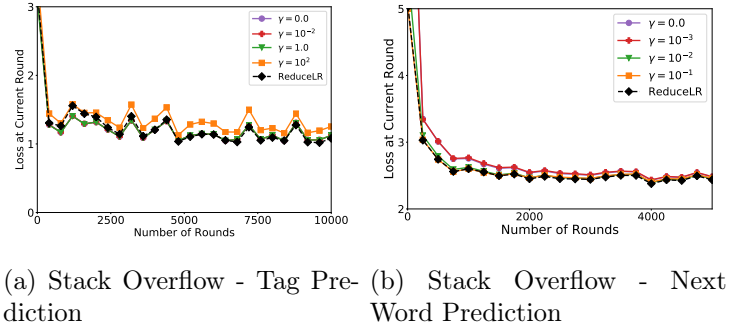 3
2
1
0
0
2500
5000
7500
10000
Loss at Current Round
Number of Rounds
γ = 0.0
γ = 10⁻²
γ = 1.0
γ = 10²
ReduceLR
5
4
3
2
0
2000
4000
Loss at Current Round
Number of Rounds
γ = 0.0
γ = 10⁻³
γ = 10⁻²
γ = 10⁻¹
ReduceLR
(a) Stack Overflow - Tag Pre-
diction
(b) Stack Overflow - Next
Word Prediction